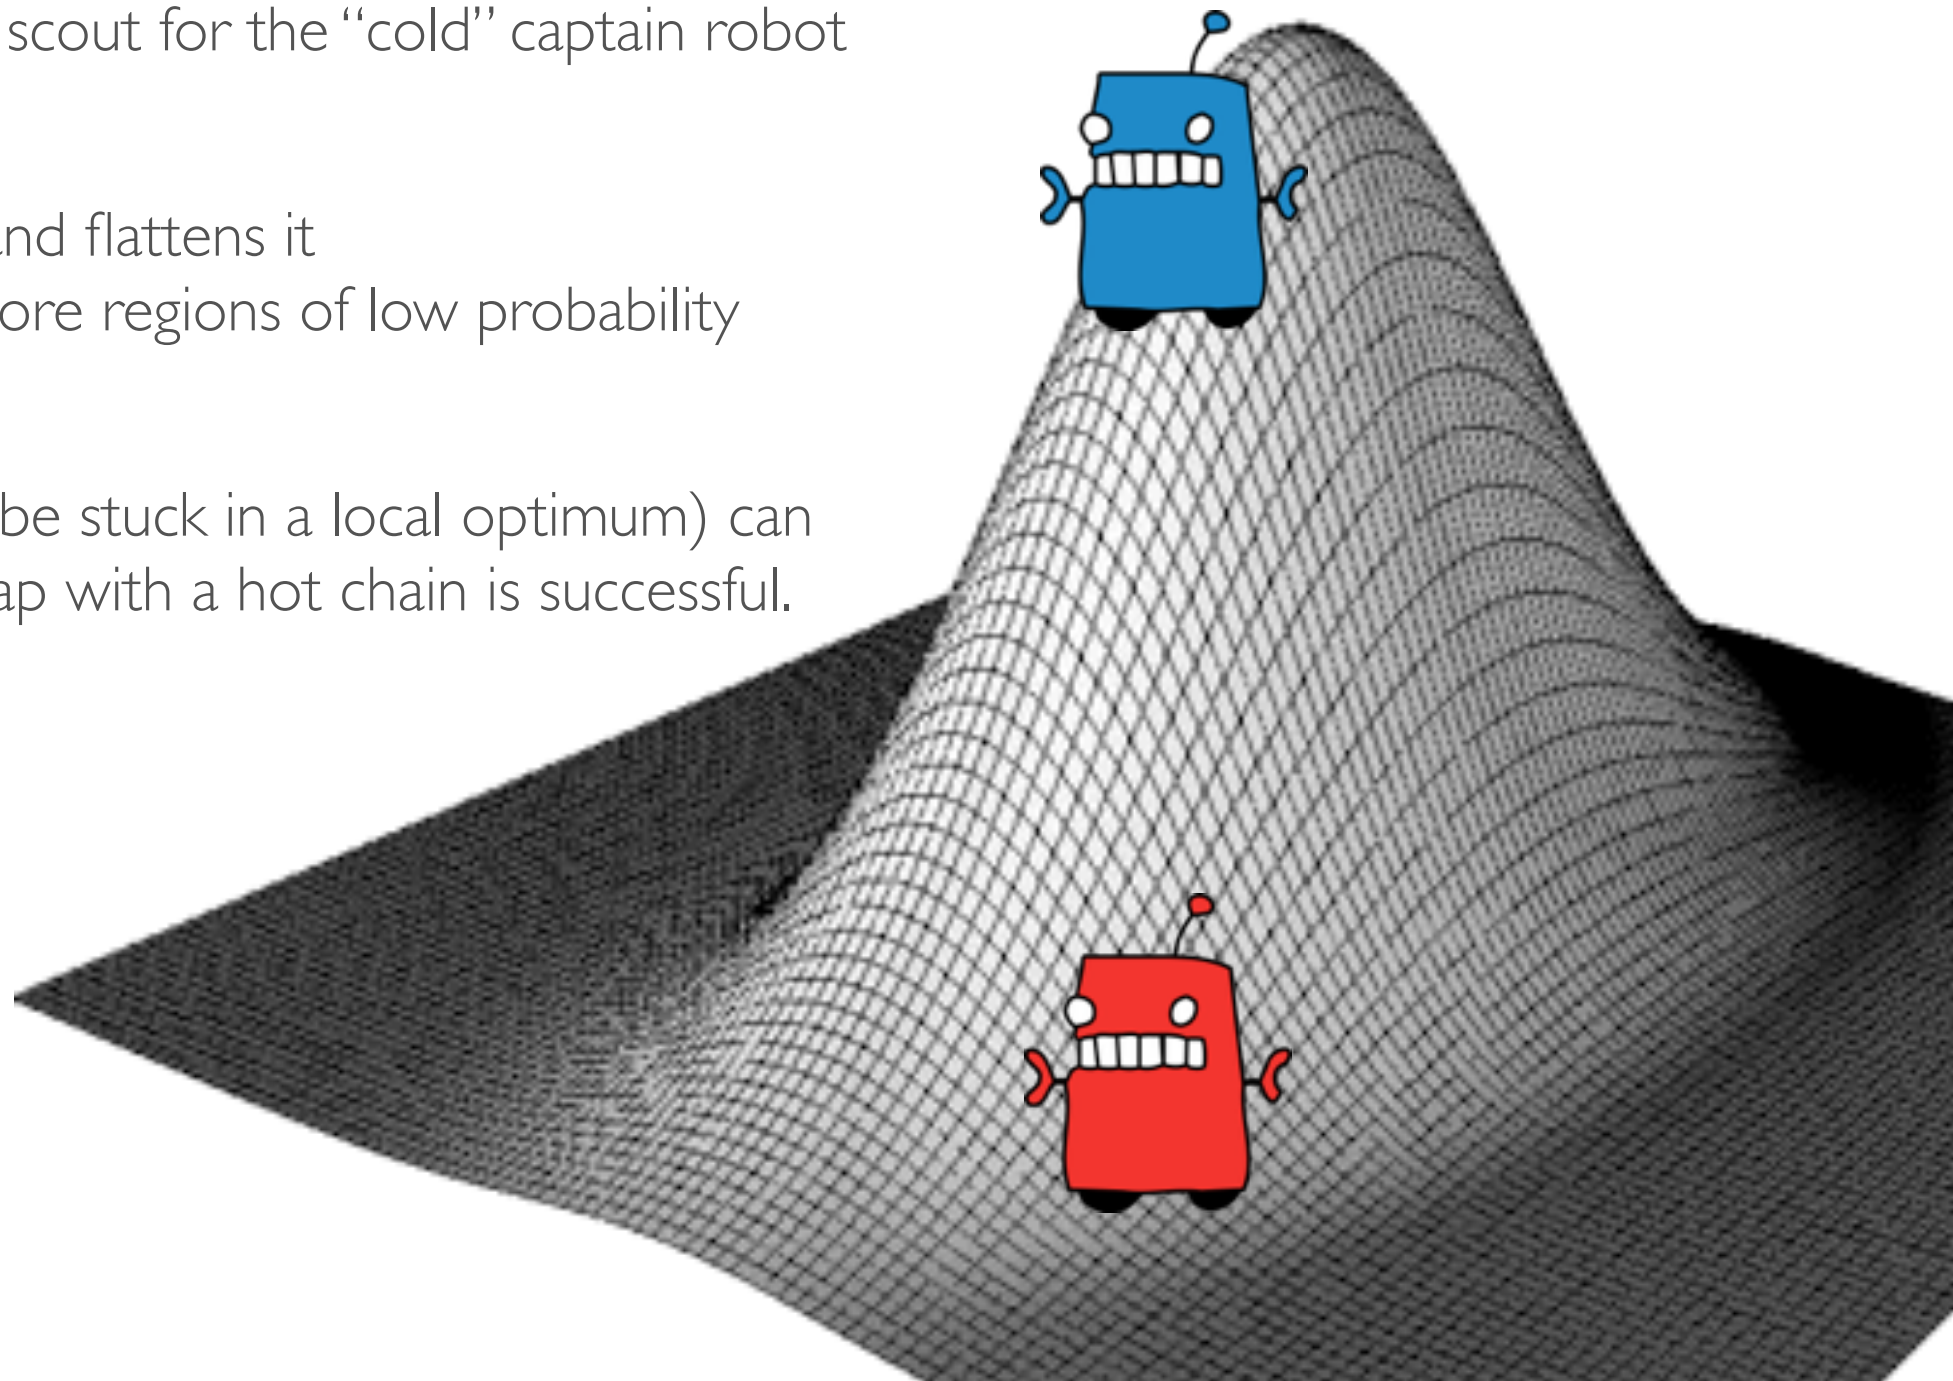 scout for the “cold” captain robot
and flattens it
ore regions of low probability
be stuck in a local optimum) can
ap with a hot chain is successful.